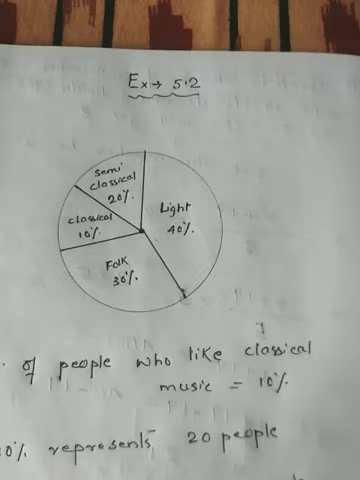 Ex → 5.2
Semi
classical
20%
Light
40%
classical
10%
Folk
30%
. of people who like classical
music = 10%
10% represents 20 people